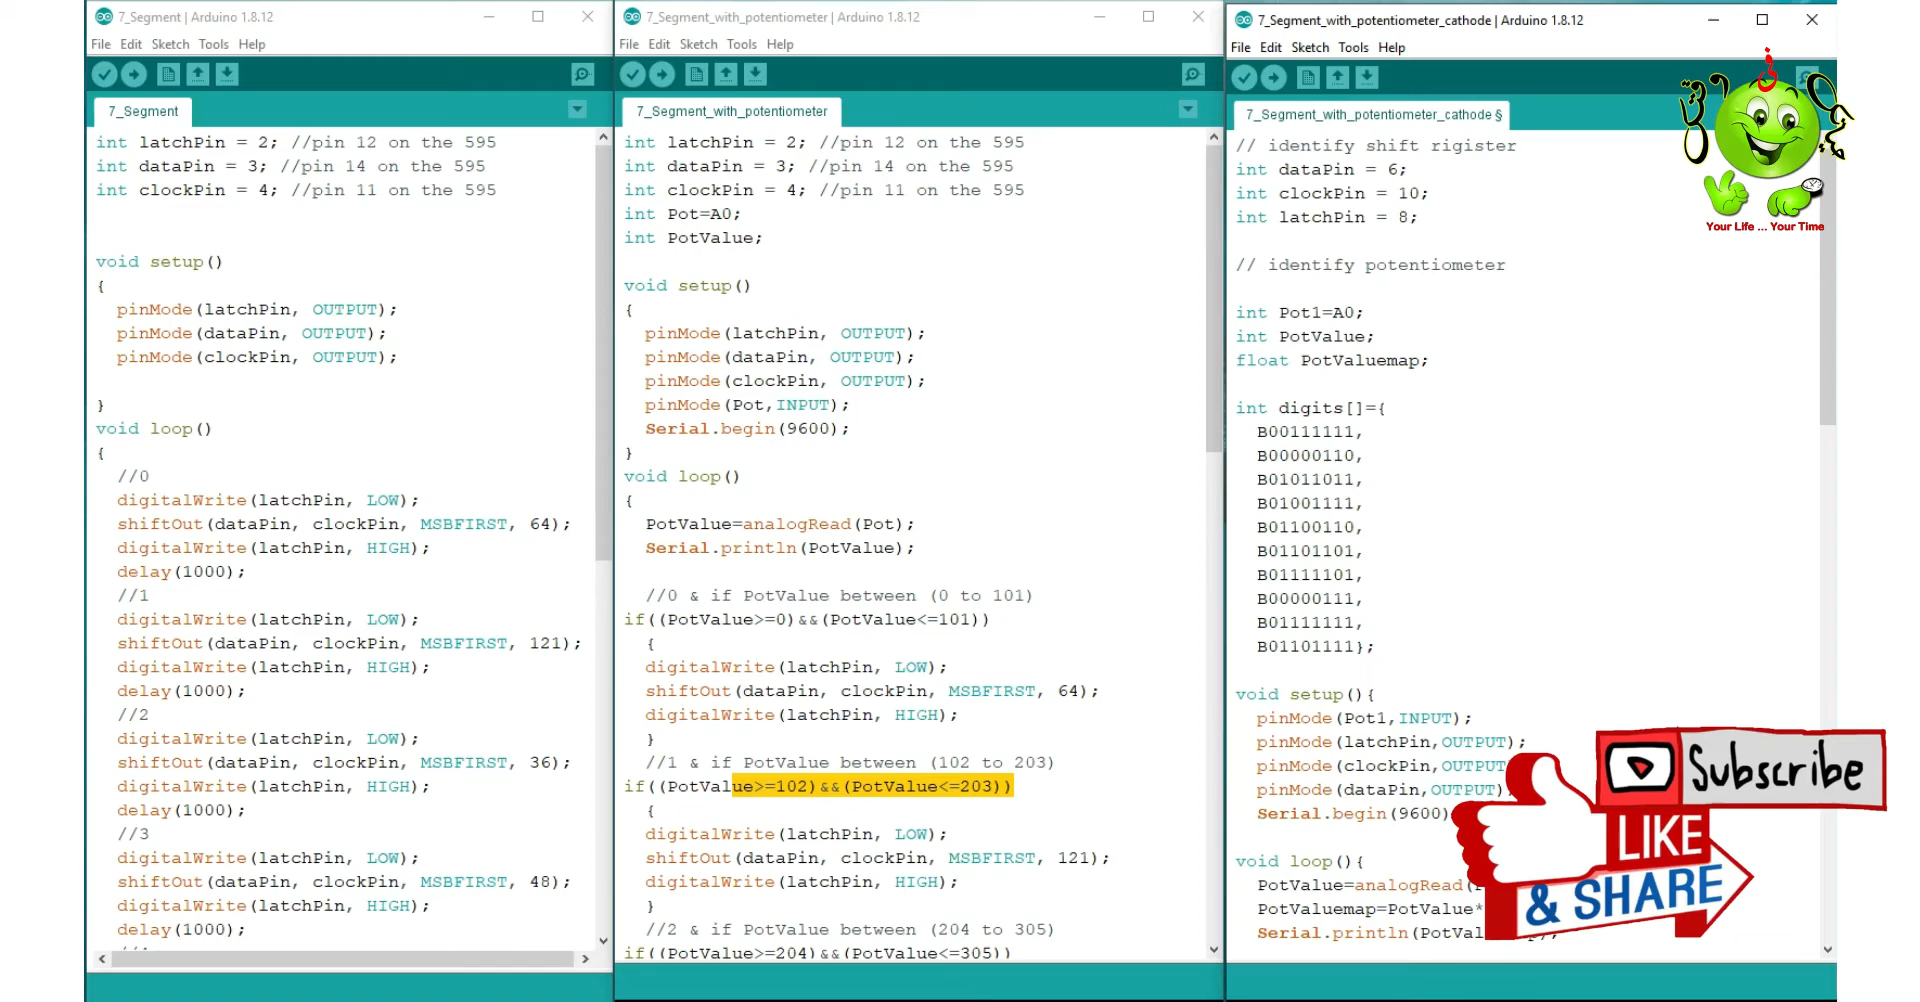 7_Segment | Arduino 1.8.12
File Edit Sketch Tools Help
7_Segment
int latchPin = 2; //pin 12 on the 595
int dataPin = 3; //pin 14 on the 595
int clockPin = 4; //pin 11 on the 595
void setup()
{
pinMode(latchPin, OUTPUT);
pinMode(dataPin, OUTPUT);
pinMode(clockPin, OUTPUT);
}
void loop()
{
//0
digitalWrite(latchPin, LOW);
shiftOut(dataPin, clockPin, MSBFIRST, 64);
digitalWrite(latchPin, HIGH);
delay(1000);
//1
digitalWrite(latchPin, LOW);
shiftOut(dataPin, clockPin, MSBFIRST, 121);
digitalWrite(latchPin, HIGH);
delay(1000);
//2
digitalWrite(latchPin, LOW);
shiftOut(dataPin, clockPin, MSBFIRST, 36);
digitalWrite(latchPin, HIGH);
delay(1000);
//3
digitalWrite(latchPin, LOW);
shiftOut(dataPin, clockPin, MSBFIRST, 48);
digitalWrite(latchPin, HIGH);
delay(1000);
7_Segment_with_potentiometer | Arduino 1.8.12
File Edit Sketch Tools Help
7_Segment_with_potentiometer
int latchPin = 2; //pin 12 on the 595
int dataPin = 3; //pin 14 on the 595
int clockPin = 4; //pin 11 on the 595
int Pot=A0;
int PotValue;
void setup()
{
pinMode(latchPin, OUTPUT);
pinMode(dataPin, OUTPUT);
pinMode(clockPin, OUTPUT);
pinMode(Pot,INPUT);
Serial.begin(9600);
}
void loop()
{
PotValue=analogRead(Pot);
Serial.println(PotValue);
//0 & if PotValue between (0 to 101)
if((PotValue>=0)&&(PotValue<=101))
{
digitalWrite(latchPin, LOW);
shiftOut(dataPin, clockPin, MSBFIRST, 64);
digitalWrite(latchPin, HIGH);
}
//1 & if PotValue between (102 to 203)
if((PotValue>=102)&&(PotValue<=203))
{
digitalWrite(latchPin, LOW);
shiftOut(dataPin, clockPin, MSBFIRST, 121);
digitalWrite(latchPin, HIGH);
}
//2 & if PotValue between (204 to 305)
if((PotValue>=204)&&(PotValue<=305))
7_Segment_with_potentiometer_cathode | Arduino 1.8.12
File Edit Sketch Tools Help
7_Segment_with_potentiometer_cathode §
// identify shift rigister
int dataPin = 6;
int clockPin = 10;
int latchPin = 8;
// identify potentiometer
int Pot1=A0;
int PotValue;
float PotValuemap;
int digits[]={
B00111111,
B00000110,
B01011011,
B01001111,
B01100110,
B01101101,
B01111101,
B00000111,
B01111111,
B01101111};
void setup(){
pinMode(Pot1,INPUT);
pinMode(latchPin,OUTPUT);
pinMode(clockPin,OUTPUT
pinMode(dataPin,OUTPUT)
Serial.begin(9600)
void loop(){
PotValue=analogRead(
PotValuemap=PotValue*
Serial.println(PotVal
Your Life ... Your Time
Subscribe
LIKE
& SHARE